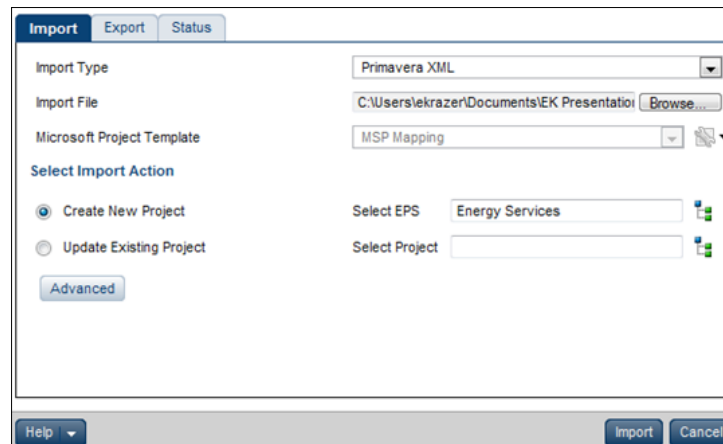 Import Export Status
Import Type Primavera XML
Import File C:\Users\ekrazer\Documents\EK Presentation Browse...
Microsoft Project Template MSP Mapping
Select Import Action
Create New Project Select EPS Energy Services
Update Existing Project Select Project
Advanced
Help Import Cancel